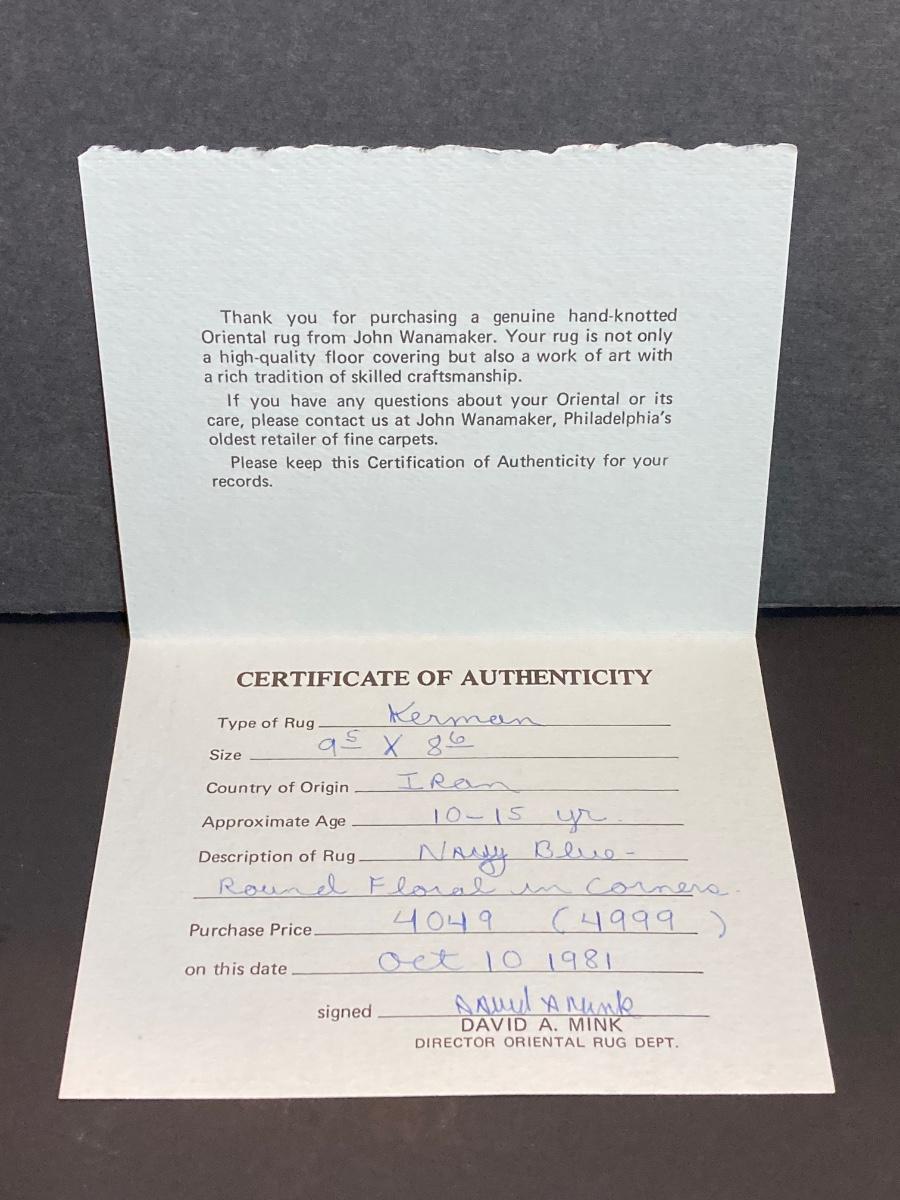 Thank you for purchasing a genuine hand-knotted
Oriental rug from John Wanamaker. Your rug is not only
a high-quality floor covering but also a work of art with
a rich tradition of skilled craftsmanship.
If you have any questions about your Oriental or its
care, please contact us at John Wanamaker, Philadelphia's
oldest retailer of fine carpets.
Please keep this Certification of Authenticity for your
records.
CERTIFICATE OF AUTHENTICITY
Type of Rug Kerman
Size 9⁵ X 8⁶
Country of Origin IRan
Approximate Age 10-15 yr.
Description of Rug Navy Blue-
Round Floral in Corners.
Purchase Price 4049 (4999)
on this date Oct 10 1981
signed David A Mink
DAVID A. MINK
DIRECTOR ORIENTAL RUG DEPT.